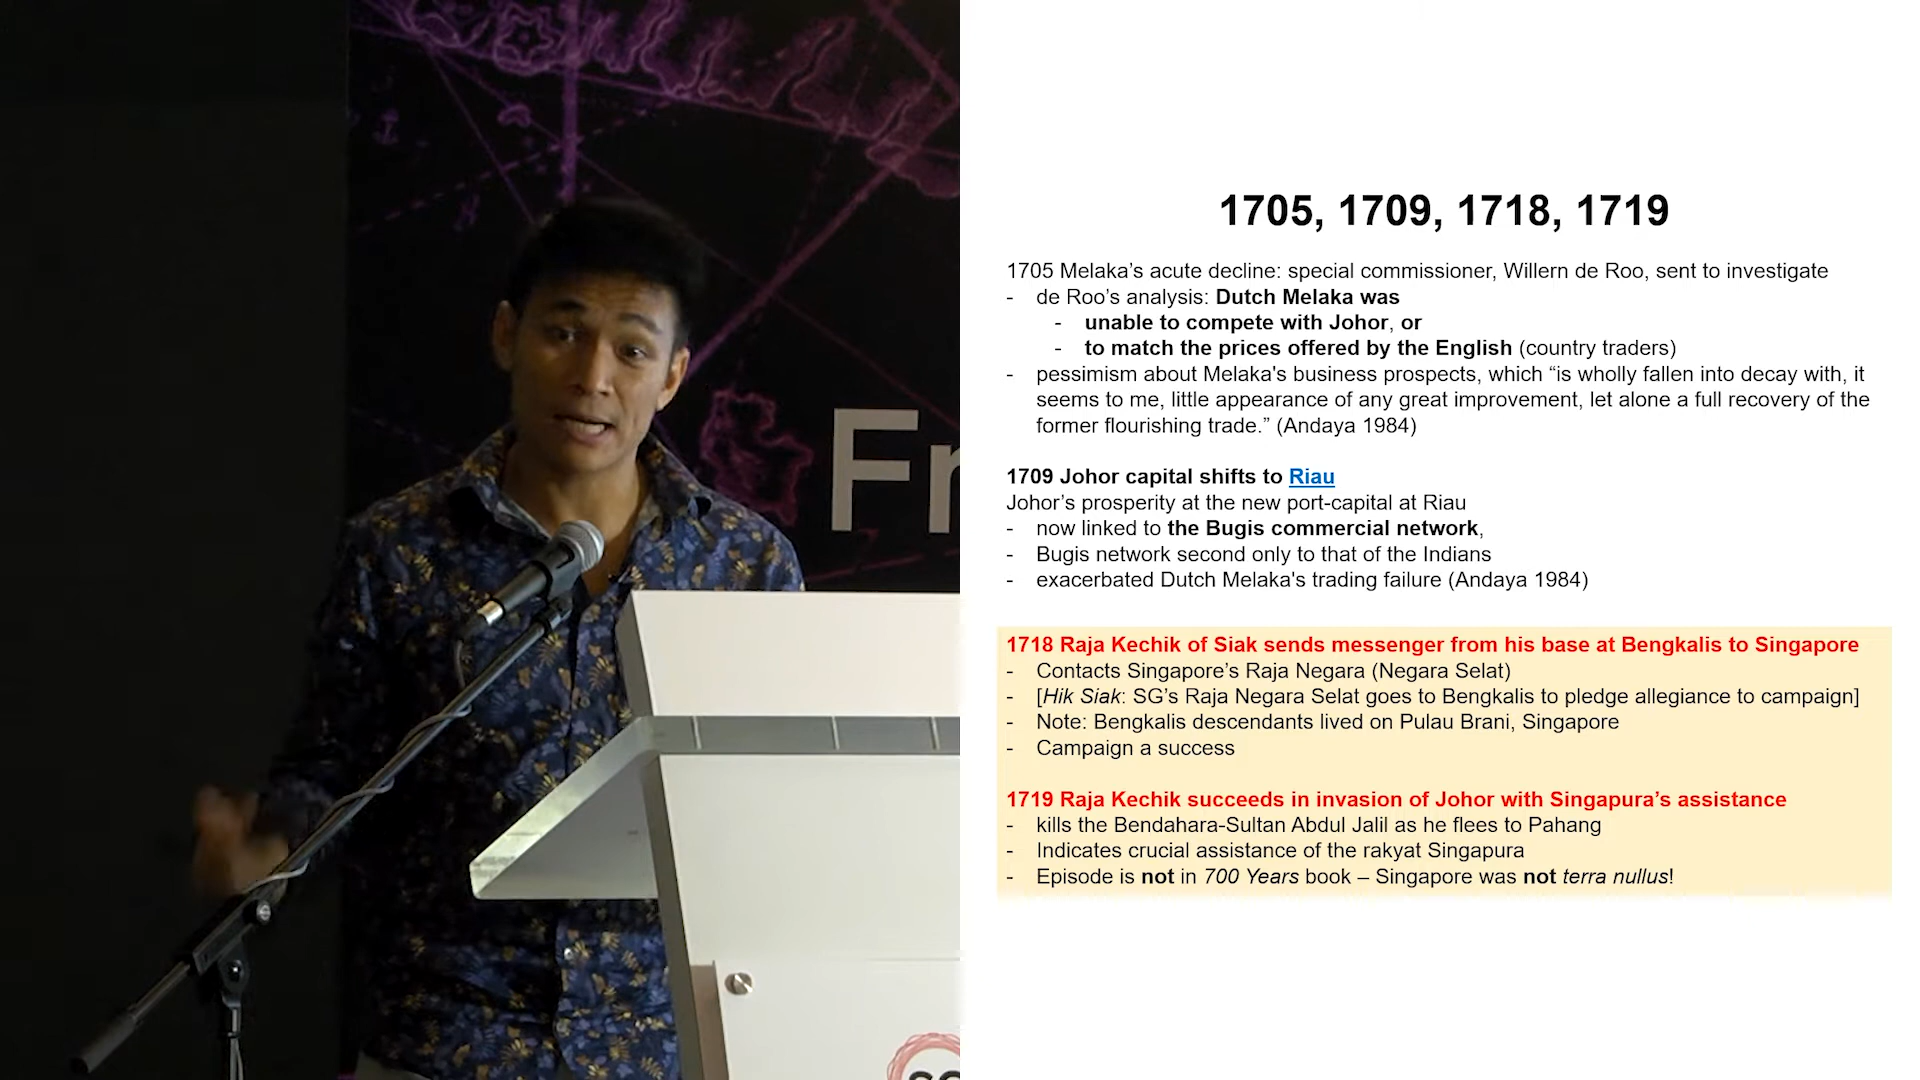 Fr
1705, 1709, 1718, 1719
1705 Melaka's acute decline: special commissioner, Willern de Roo, sent to investigate
- de Roo's analysis: Dutch Melaka was
- unable to compete with Johor, or
- to match the prices offered by the English (country traders)
- pessimism about Melaka's business prospects, which “is wholly fallen into decay with, it
seems to me, little appearance of any great improvement, let alone a full recovery of the
former flourishing trade.” (Andaya 1984)
1709 Johor capital shifts to Riau
Johor's prosperity at the new port-capital at Riau
- now linked to the Bugis commercial network,
- Bugis network second only to that of the Indians
- exacerbated Dutch Melaka's trading failure (Andaya 1984)
1718 Raja Kechik of Siak sends messenger from his base at Bengkalis to Singapore
- Contacts Singapore's Raja Negara (Negara Selat)
- [Hik Siak: SG's Raja Negara Selat goes to Bengkalis to pledge allegiance to campaign]
- Note: Bengkalis descendants lived on Pulau Brani, Singapore
- Campaign a success
1719 Raja Kechik succeeds in invasion of Johor with Singapura's assistance
- kills the Bendahara-Sultan Abdul Jalil as he flees to Pahang
- Indicates crucial assistance of the rakyat Singapura
- Episode is not in 700 Years book – Singapore was not terra nullus!